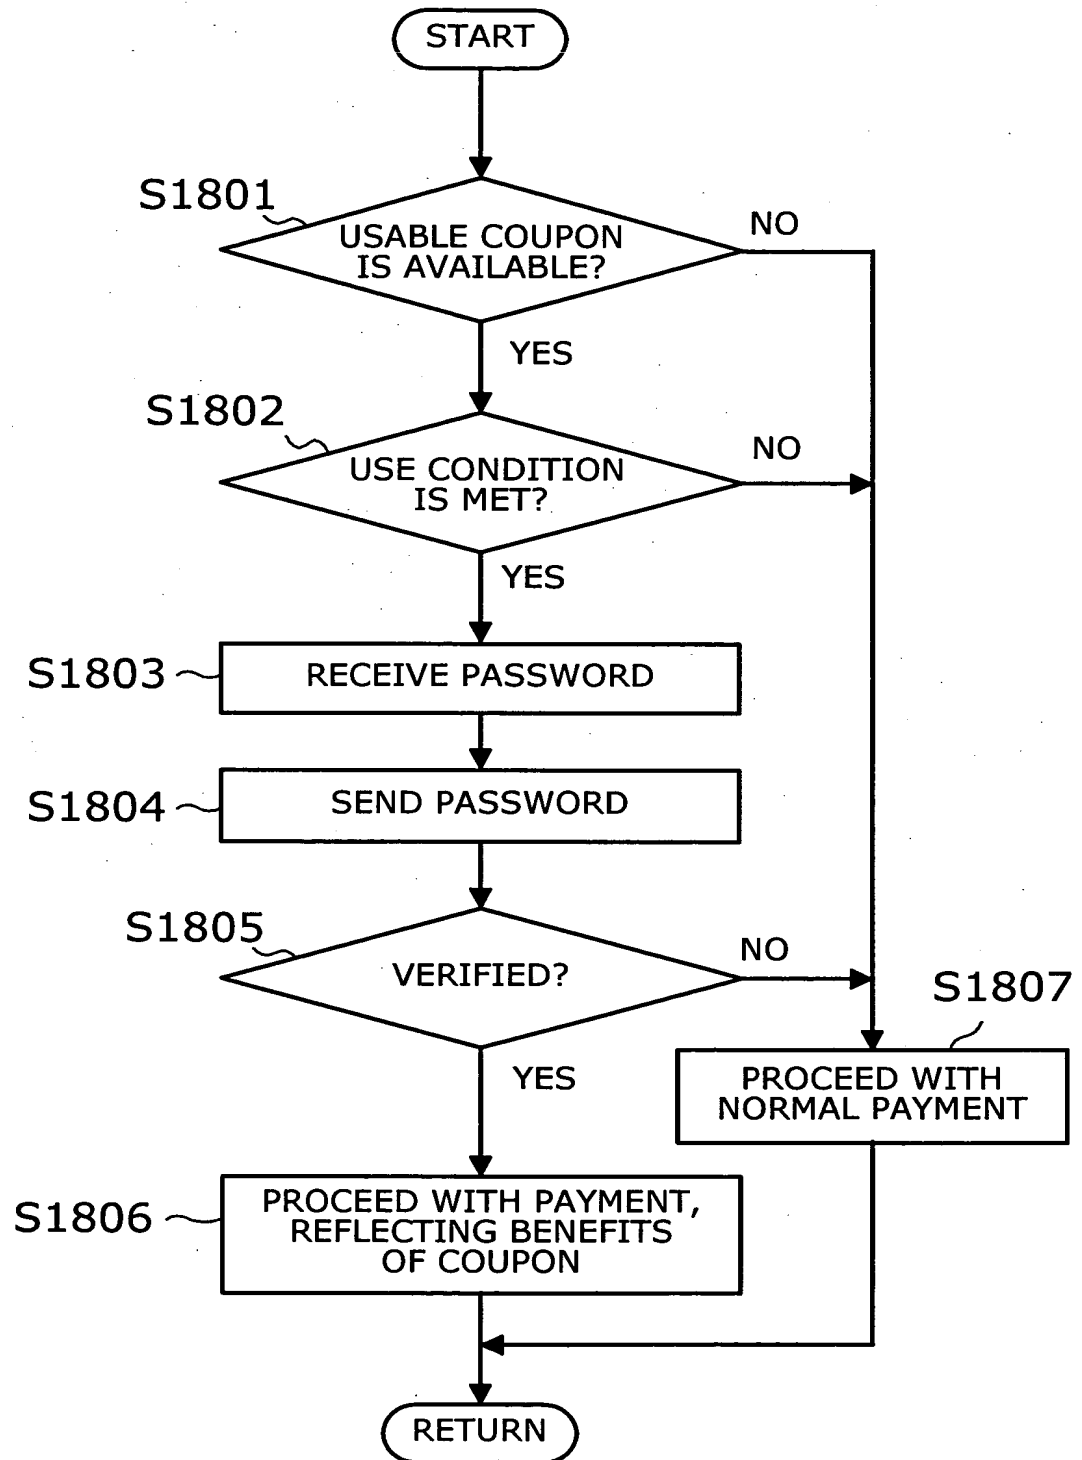 START
S1801
USABLE COUPON
IS AVAILABLE?
NO
YES
S1802
USE CONDITION
IS MET?
NO
YES
S1803
RECEIVE PASSWORD
S1804
SEND PASSWORD
S1805
VERIFIED?
NO
YES
S1807
PROCEED WITH
NORMAL PAYMENT
S1806
PROCEED WITH PAYMENT,
REFLECTING BENEFITS
OF COUPON
RETURN